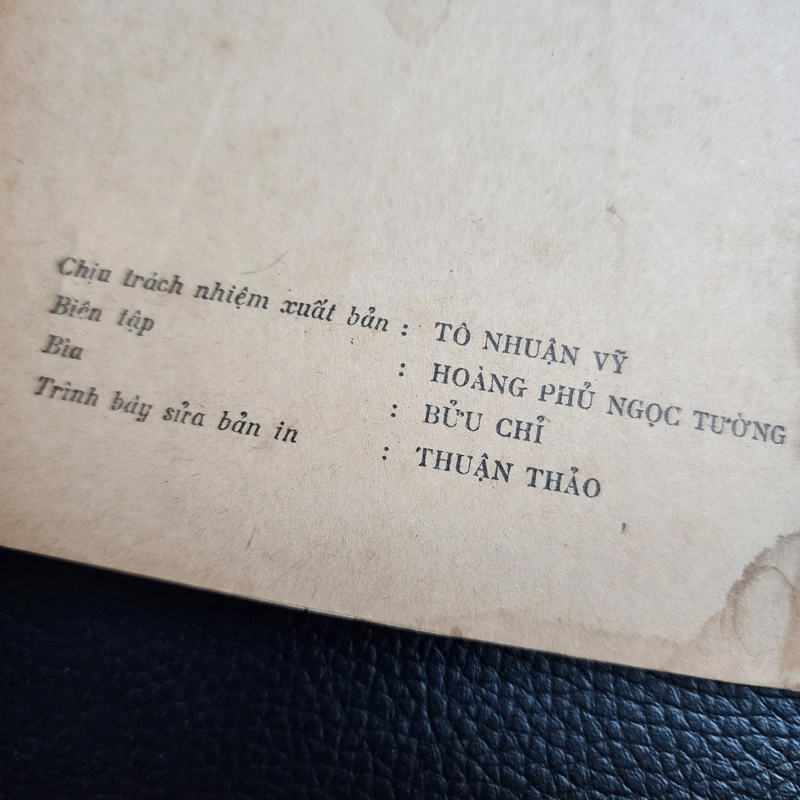 Chịu trách nhiệm xuất bản : TÔ NHUẬN VỸ
Biên tập : HOÀNG PHỦ NGỌC TƯỜNG
Bìa : BỬU CHỈ
Trình bày sửa bản in : THUẬN THẢO